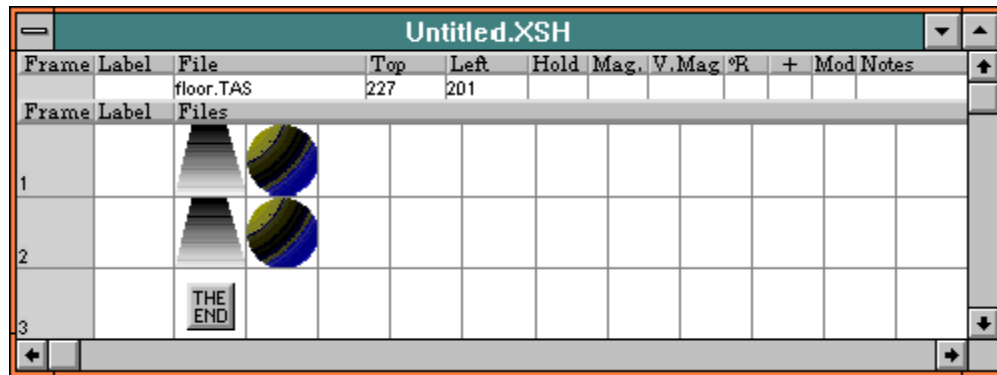 Untitled.XSH
Frame Label File Top Left Hold Mag. V.Mag °R + Mod Notes
floor.TAS 227 201
Frame Label Files
1
2
THE
END
3